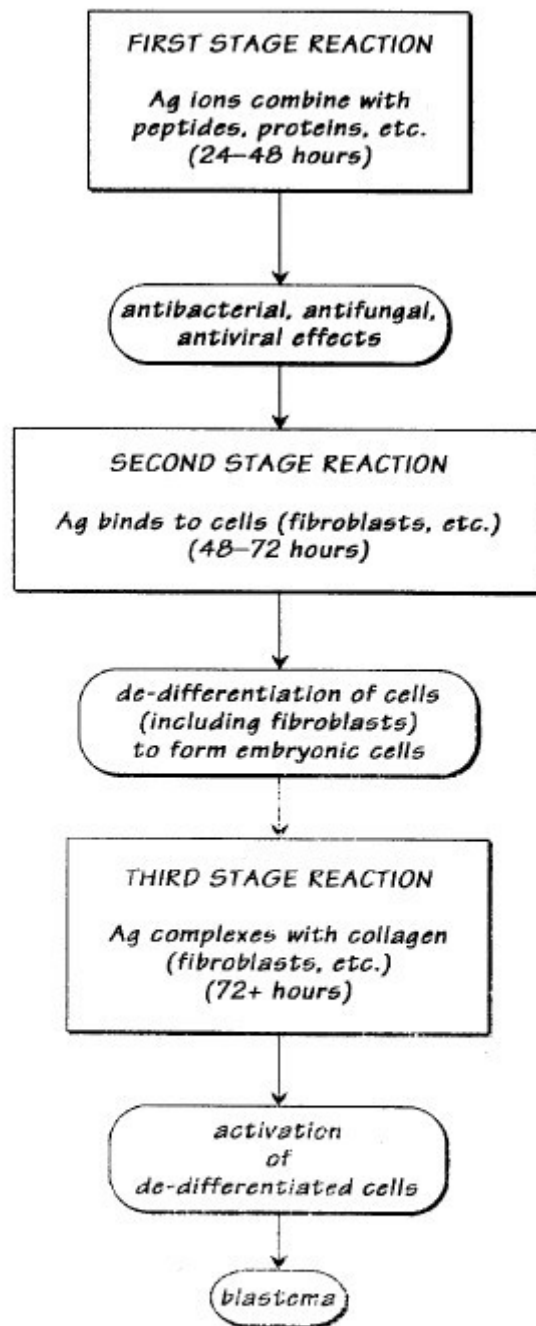 FIRST STAGE REACTION
Ag ions combine with
peptides, proteins, etc.
(24–48 hours)
antibacterial, antifungal,
antiviral effects
SECOND STAGE REACTION
Ag binds to cells (fibroblasts, etc.)
(48–72 hours)
de-differentiation of cells
(including fibroblasts)
to form embryonic cells
THIRD STAGE REACTION
Ag complexes with collagen
(fibroblasts, etc.)
(72+ hours)
activation
of
de-differentiated cells
blastema